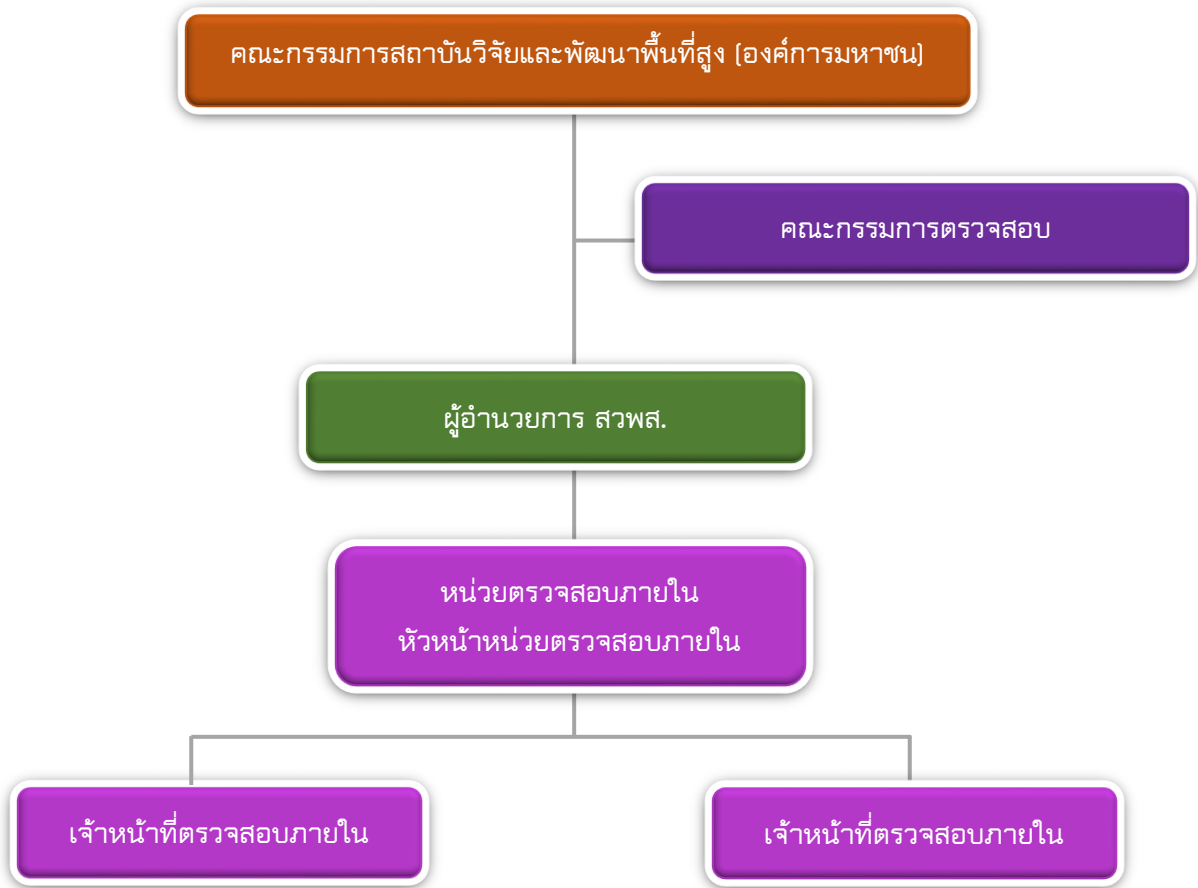 คณะกรรมการสถาบันวิจัยและพัฒนาพื้นที่สูง (องค์การมหาชน)
คณะกรรมการตรวจสอบ
ผู้อำนวยการ สวพส.
หน่วยตรวจสอบภายใน
หัวหน้าหน่วยตรวจสอบภายใน
เจ้าหน้าที่ตรวจสอบภายใน
เจ้าหน้าที่ตรวจสอบภายใน